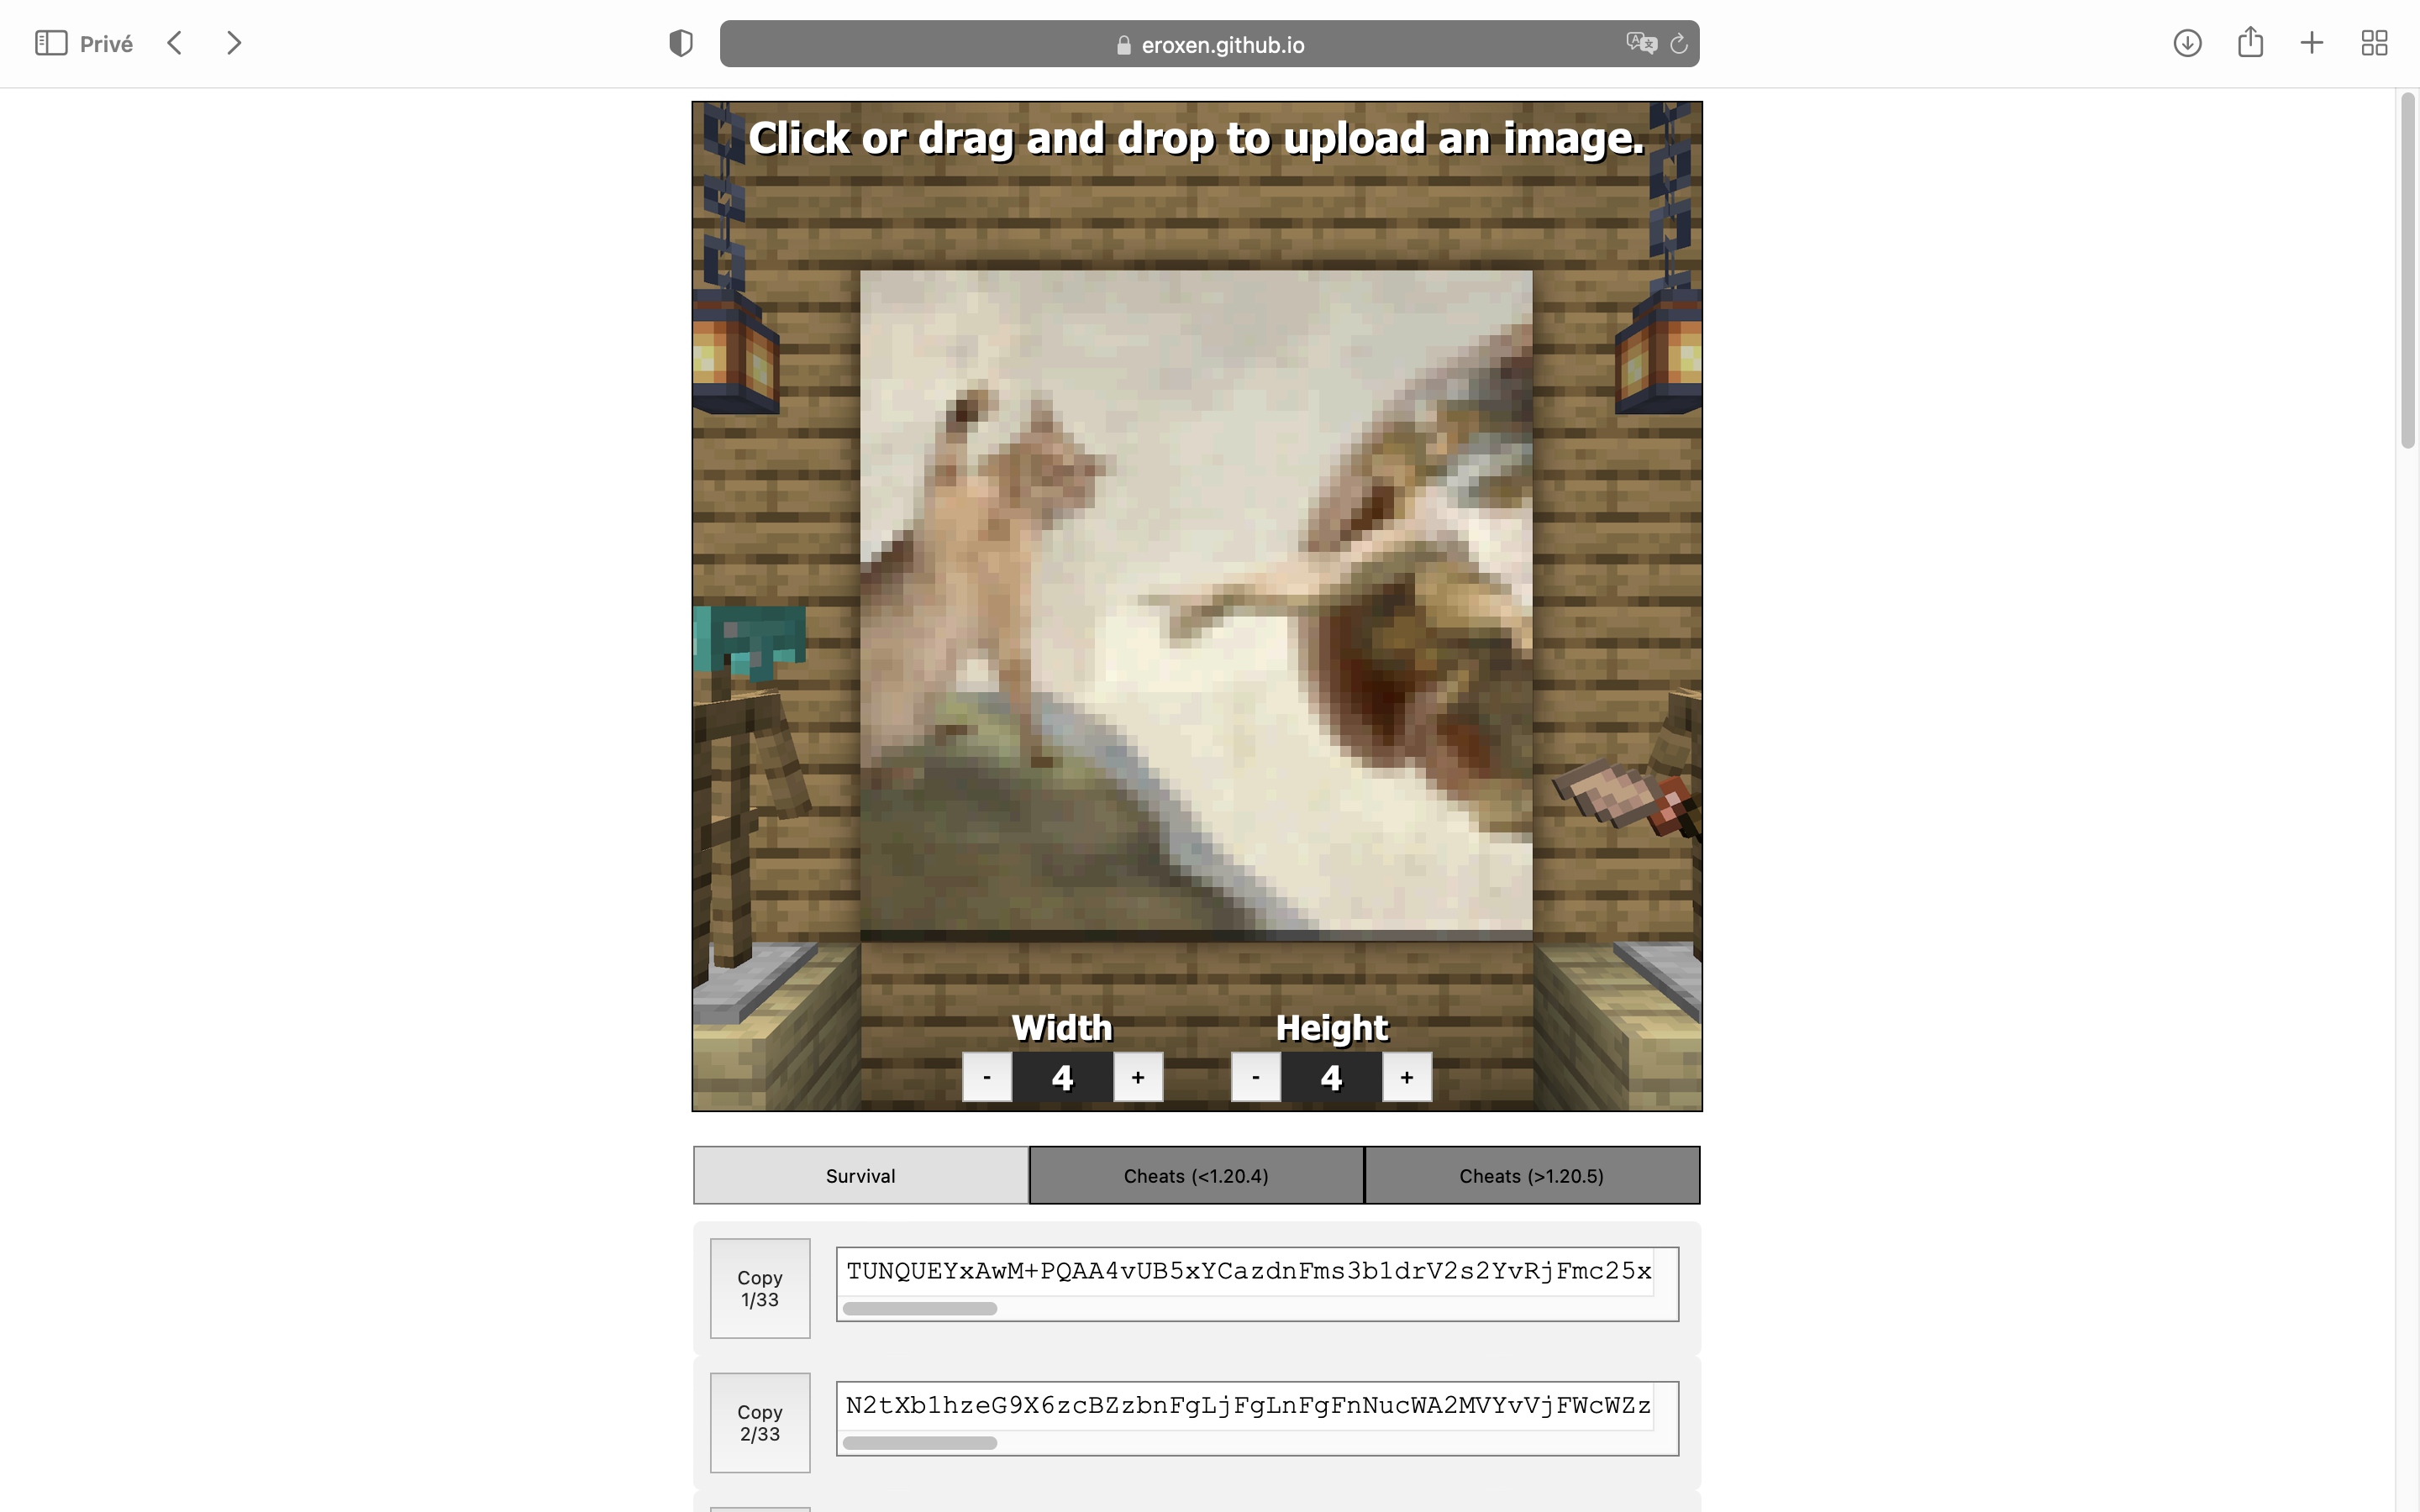 Privé
eroxen.github.io
Click or drag and drop to upload an image.
Width Height
- 4 + - 4 +
Survival Cheats (<1.20.4) Cheats (>1.20.5)
Copy
1/33
TUNQUEYxAwM+PQAA4vUB5xYCazdnFms3b1drV2s2YvRjFmc25x
Copy
2/33
N2tXb1hzeG9X6zcBZzbnFgLjFgLnFgFnNucWA2MVYvVjFWcWZz